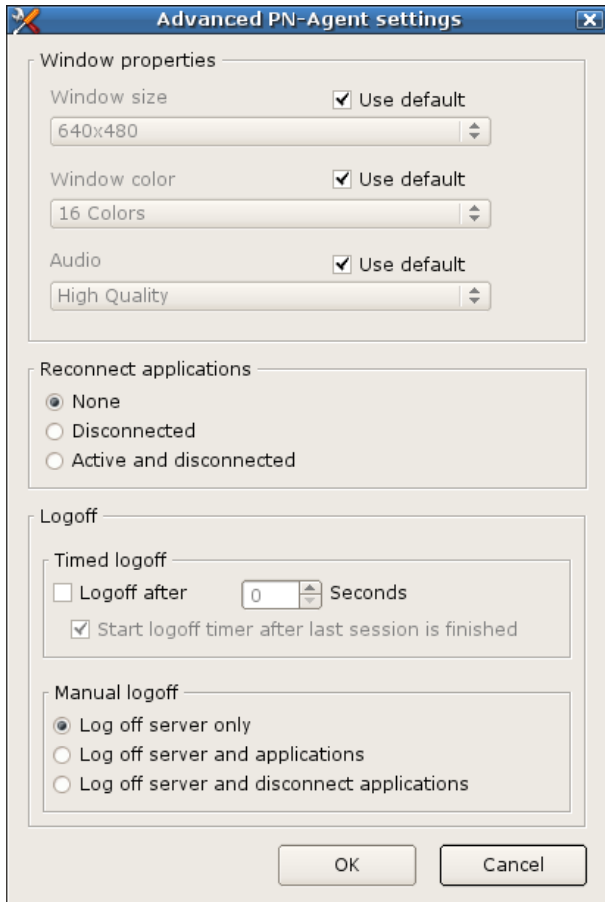 Advanced PN-Agent settings
Window properties
Window size
Use default
640x480
Window color
Use default
16 Colors
Audio
Use default
High Quality
Reconnect applications
None
Disconnected
Active and disconnected
Logoff
Timed logoff
Logoff after 0 Seconds
Start logoff timer after last session is finished
Manual logoff
Log off server only
Log off server and applications
Log off server and disconnect applications
OK
Cancel